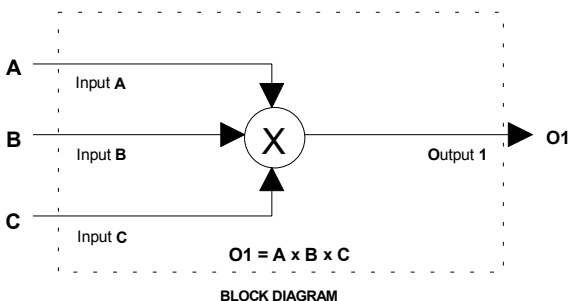 A
Input A
B
Input B
X
Output 1
O1
C
Input C
O1 = A x B x C
BLOCK DIAGRAM